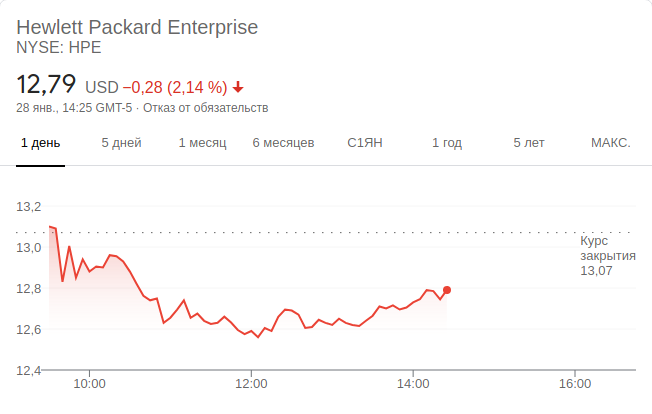 Hewlett Packard Enterprise
NYSE: HPE
12,79 USD −0,28 (2,14 %)
28 янв., 14:25 GMT-5 · Отказ от обязательств
1 день 5 дней 1 месяц 6 месяцев С1ЯН 1 год 5 лет МАКС.
13,2
Курс
13,0
закрытия
13,07
12,8
12,6
12,4
10:00 12:00 14:00 16:00